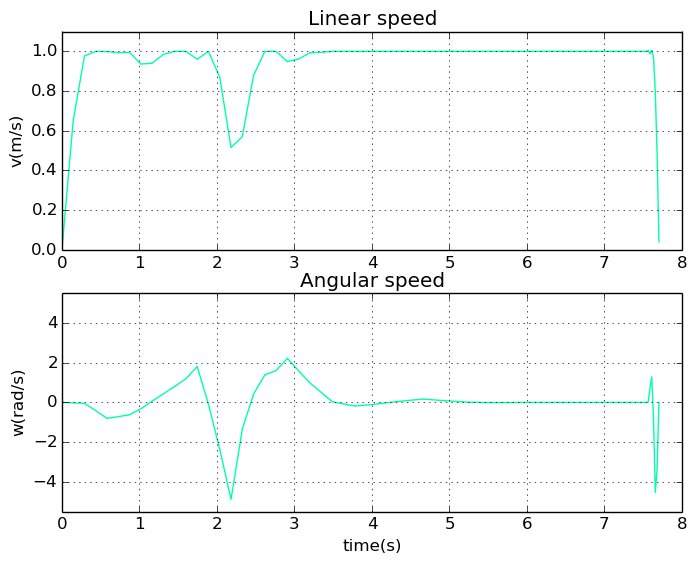 Linear speed
1.0
0.8
0.6
0.4
0.2
0.0
v(m/s)
0 1 2 3 4 5 6 7 8
Angular speed
4
2
0
−2
−4
w(rad/s)
0 1 2 3 4 5 6 7 8
time(s)